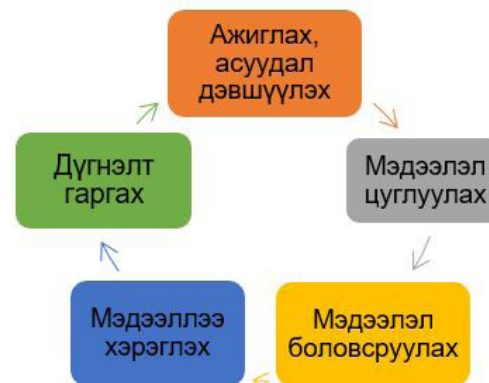 Ажиглах,
асуудал
дэвшүүлэх
Мэдээлэл
цуглуулах
Мэдээлэл
боловсруулах
Мэдээллээ
хэрэглэх
Дүгнэлт
гаргах